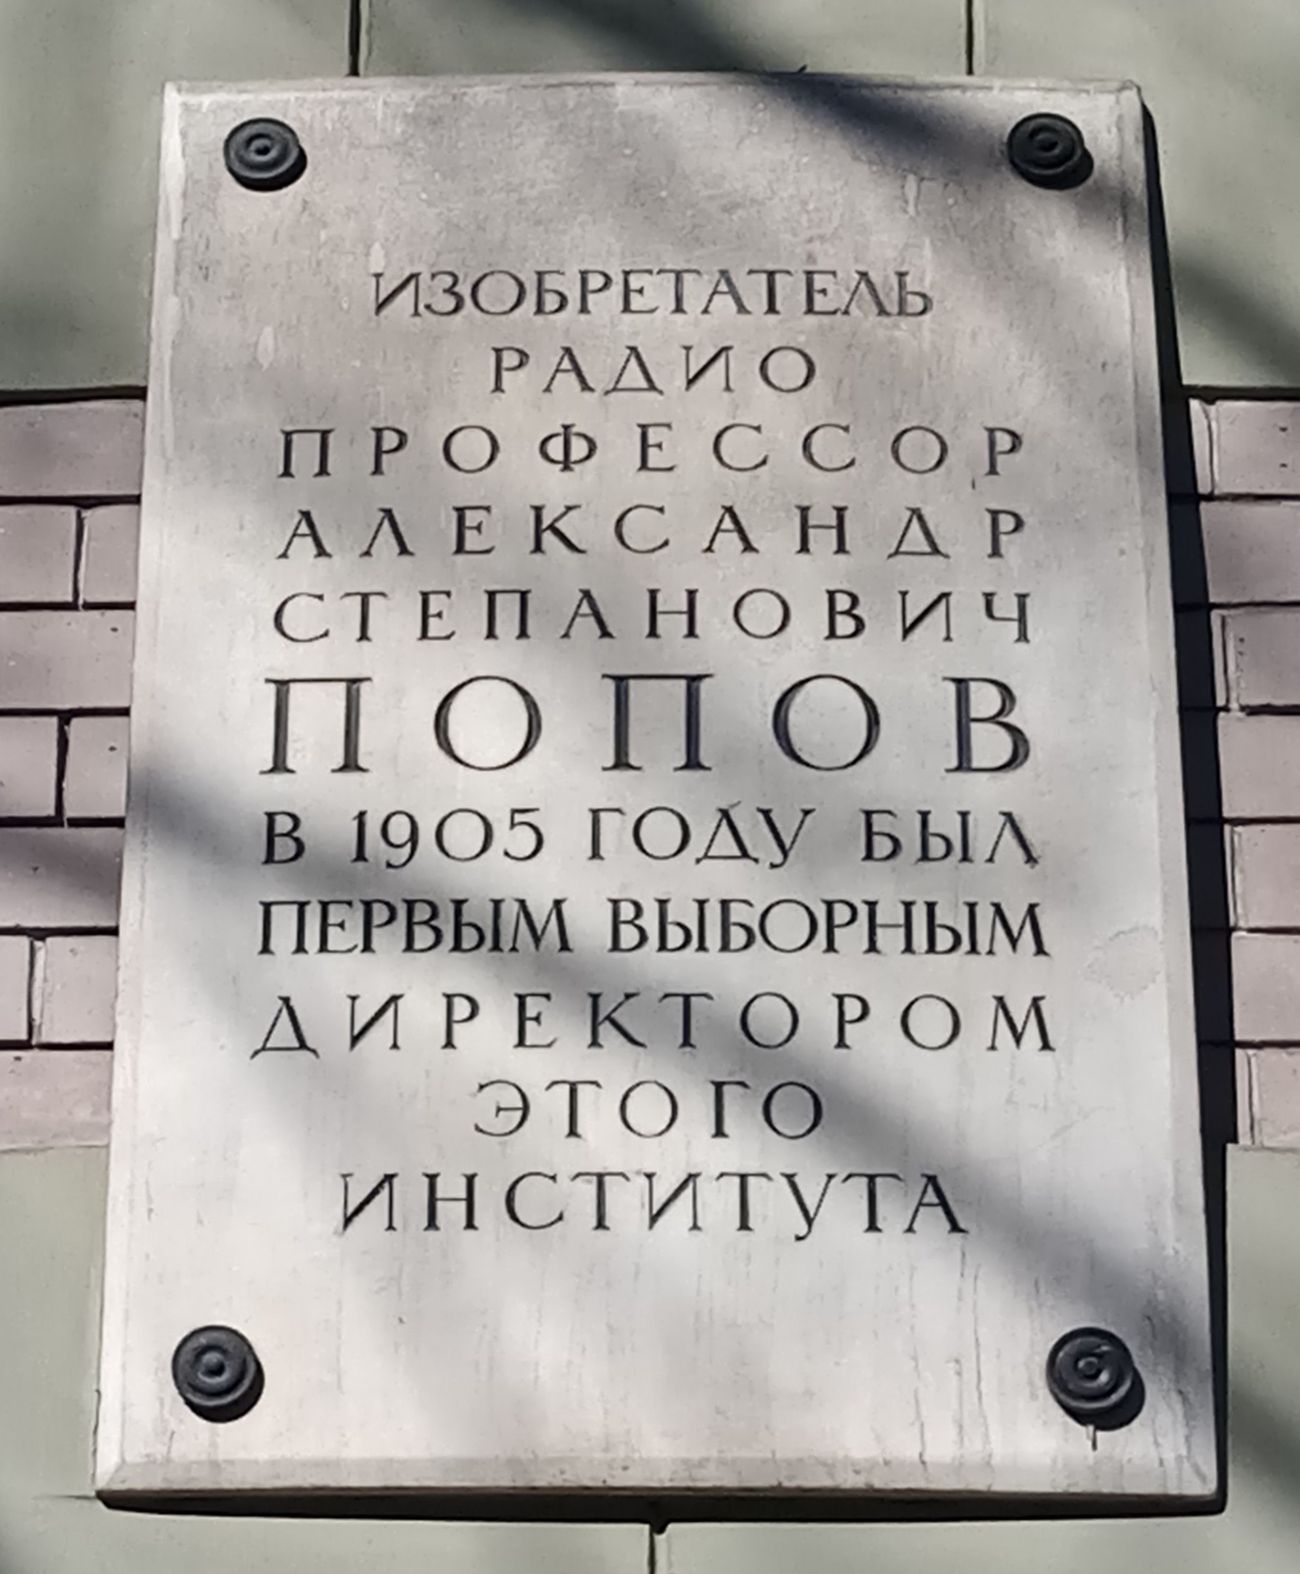 ИЗОБРЕТАТЕЛЬ
РАДИО
ПРОФЕССОР
АЛЕКСАНДР
СТЕПАНОВИЧ
ПОПОВ
В 1905 ГОДУ БЫЛ
ПЕРВЫМ ВЫБОРНЫМ
ДИРЕКТОРОМ
ЭТОГО
ИНСТИТУТА